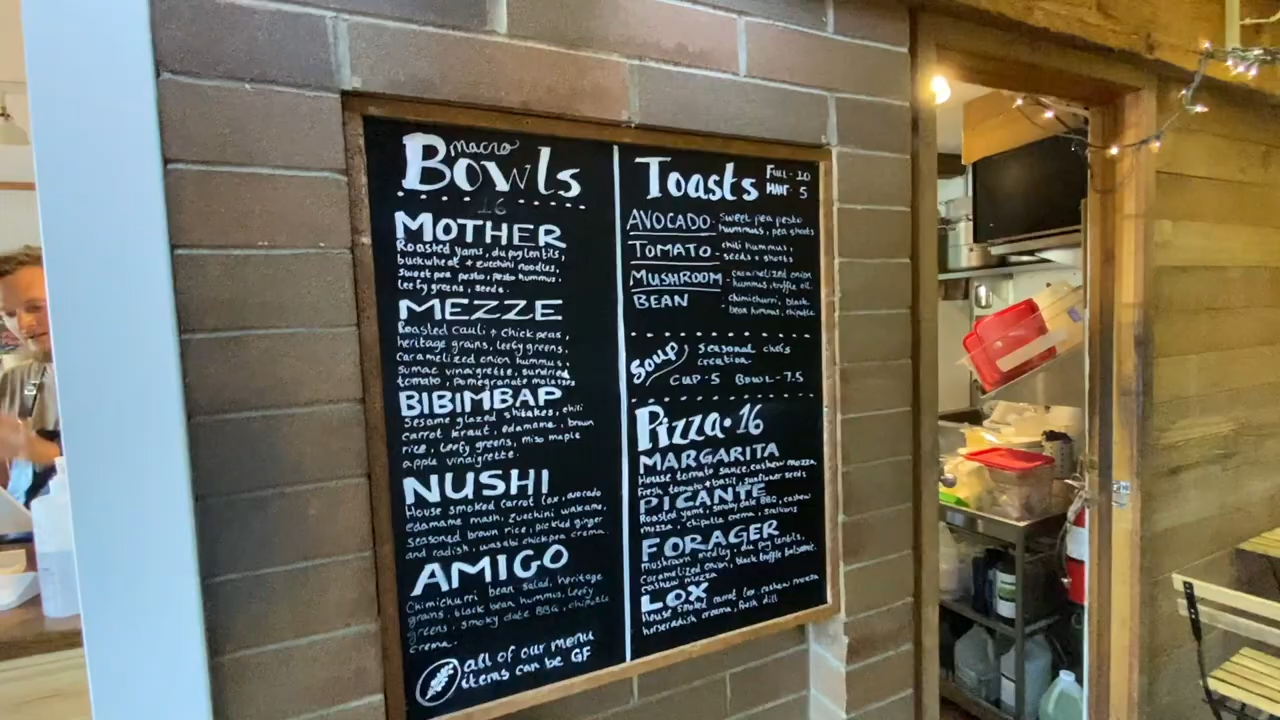 macro
Bowls
16
MOTHER
Roasted yams, du puy lentils,
buckwheat + zucchini noodles,
sweet pea pesto, pesto hummus,
leefy greens, seeds.
MEZZE
Roasted cauli + chickpeas,
heritage grains, leefy greens,
caramelized onion hummus,
sumac vinaigrette, sundried
tomato, pomegranate molasses
BIBIMBAP
Sesame glazed shitakes, chili
carrot kraut, edamame, brown
rice, leefy greens, miso maple
apple vinaigrette.
NUSHI
House smoked carrot lox, avocado
edamame mash, zucchini wakame,
seasoned brown rice, pickled ginger
and radish, wasabi chickpea crema.
AMIGO
Chimichurri bean salad, heritage
grains, black bean hummus, leefy
greens, smoky date BBQ, chipotle
crema.
all of our menu
items can be GF
Toasts FULL - 10
HALF - 5
AVOCADO - sweet pea pesto
hummus, pea shoots
TOMATO - chili hummus,
seeds + shoots
MUSHROOM - caramelized onion
hummus, truffle oil.
BEAN - chimichurri, black
bean hummus, chipotle
Soup Seasonal chefs
creation
CUP - 5 BOWL - 7.5
Pizza • 16
MARGARITA
House tomato sauce, cashew mozza,
Fresh tomato + basil, sunflower seeds
PICANTE
Roasted yams, smoky date BBQ, cashew
mozza, chipotle crema,
FORAGER
mushroom medley, du puy lentils,
caramelized onion, black truffle balsamic.
cashew mozza
LOX
House smoked carrot lox, cashew mozza
horseradish creama, fresh dill